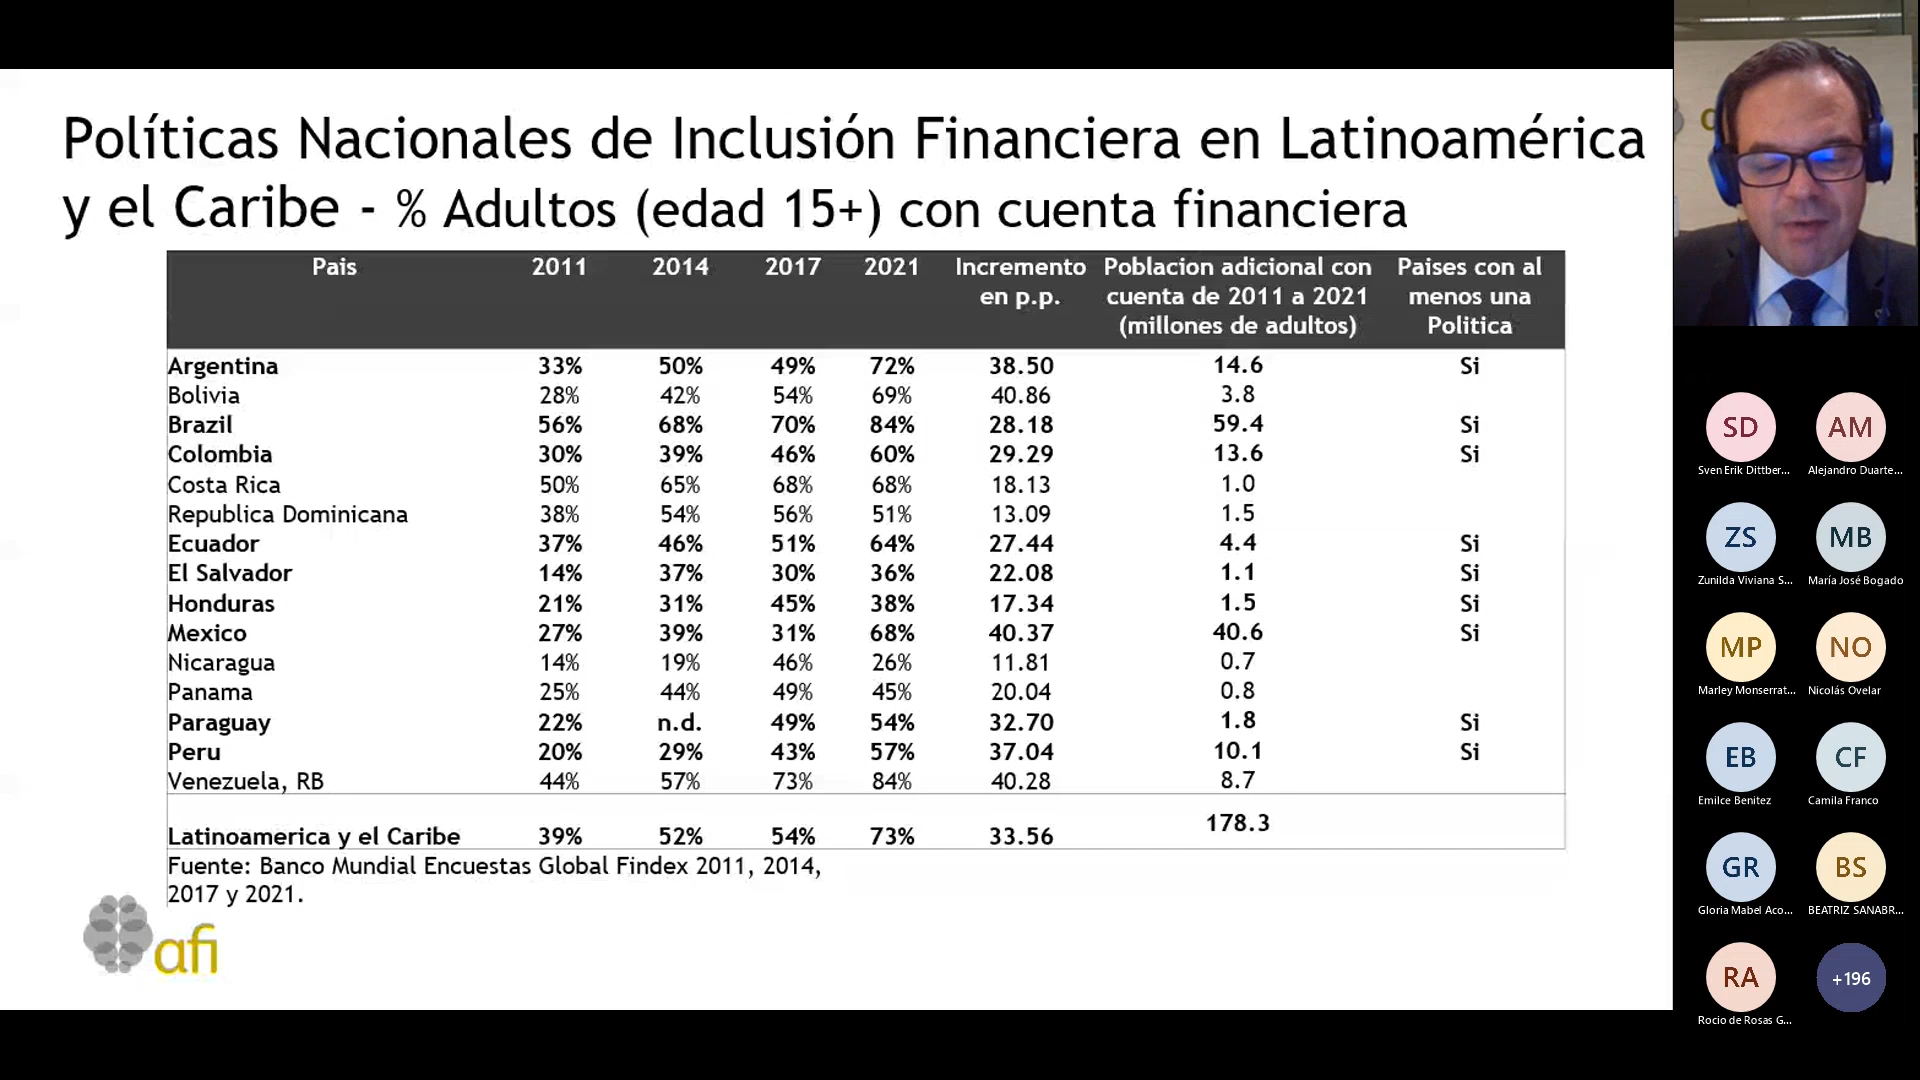 Políticas Nacionales de Inclusión Financiera en Latinoamérica
y el Caribe - % Adultos (edad 15+) con cuenta financiera
Pais 2011 2014 2017 2021 Incremento en p.p. Poblacion adicional con cuenta de 2011 a 2021 (millones de adultos) Paises con al menos una Politica
Argentina 33% 50% 49% 72% 38.50 14.6 Si
Bolivia 28% 42% 54% 69% 40.86 3.8
Brazil 56% 68% 70% 84% 28.18 59.4 Si
Colombia 30% 39% 46% 60% 29.29 13.6 Si
Costa Rica 50% 65% 68% 68% 18.13 1.0
Republica Dominicana 38% 54% 56% 51% 13.09 1.5
Ecuador 37% 46% 51% 64% 27.44 4.4 Si
El Salvador 14% 37% 30% 36% 22.08 1.1 Si
Honduras 21% 31% 45% 38% 17.34 1.5 Si
Mexico 27% 39% 31% 68% 40.37 40.6 Si
Nicaragua 14% 19% 46% 26% 11.81 0.7
Panama 25% 44% 49% 45% 20.04 0.8
Paraguay 22% n.d. 49% 54% 32.70 1.8 Si
Peru 20% 29% 43% 57% 37.04 10.1 Si
Venezuela, RB 44% 57% 73% 84% 40.28 8.7
Latinoamerica y el Caribe 39% 52% 54% 73% 33.56 178.3
Fuente: Banco Mundial Encuestas Global Findex 2011, 2014,
2017 y 2021.
afi
SD AM
Sven Erik Dittber... Alejandro Duarte...
ZS MB
Zunilda Viviana S... María José Bogado
MP NO
Marley Monserrat... Nicolás Ovelar
EB CF
Emilce Benitez Camila Franco
GR BS
Gloria Mabel Aco... BEATRIZ SANABR...
RA +196
Rocio de Rosas G...